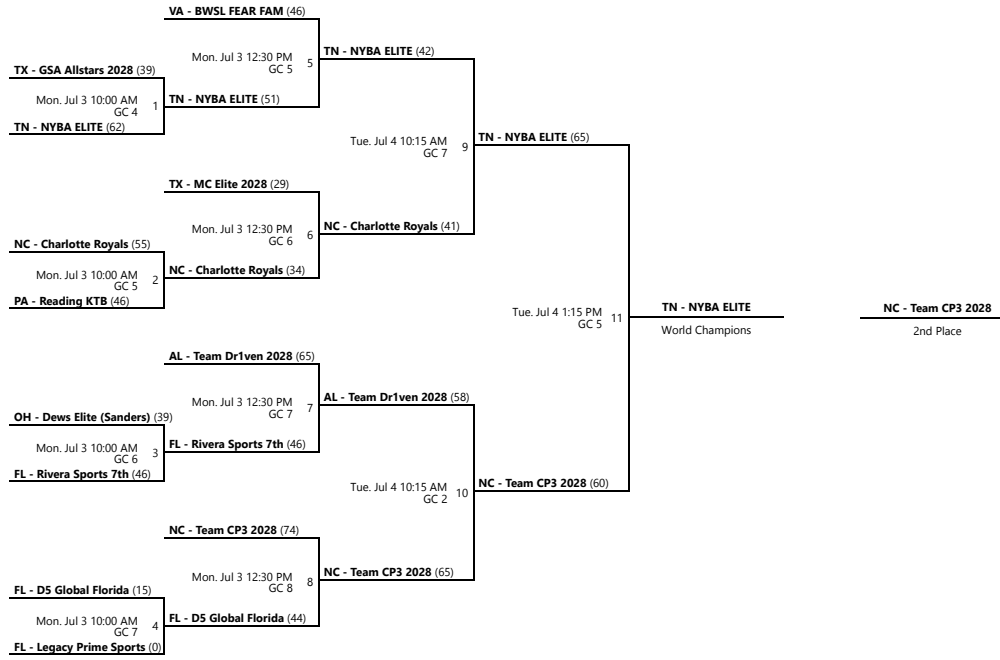 VA - BWSL FEAR FAM (46)
Mon. Jul 3 12:30 PM
GC 5
5
TN - NYBA ELITE (42)
TX - GSA Allstars 2028 (39)
Mon. Jul 3 10:00 AM
GC 4
1
TN - NYBA ELITE (51)
TN - NYBA ELITE (62)
Tue. Jul 4 10:15 AM
GC 7
9
TN - NYBA ELITE (65)
TX - MC Elite 2028 (29)
Mon. Jul 3 12:30 PM
GC 6
6
NC - Charlotte Royals (41)
NC - Charlotte Royals (55)
Mon. Jul 3 10:00 AM
GC 5
2
NC - Charlotte Royals (34)
PA - Reading KTB (46)
Tue. Jul 4 1:15 PM
GC 5
11
TN - NYBA ELITE
World Champions
NC - Team CP3 2028
2nd Place
AL - Team Dr1ven 2028 (65)
Mon. Jul 3 12:30 PM
GC 7
7
AL - Team Dr1ven 2028 (58)
OH - Dews Elite (Sanders) (39)
Mon. Jul 3 10:00 AM
GC 6
3
FL - Rivera Sports 7th (46)
FL - Rivera Sports 7th (46)
Tue. Jul 4 10:15 AM
GC 2
10
NC - Team CP3 2028 (60)
NC - Team CP3 2028 (74)
Mon. Jul 3 12:30 PM
GC 8
8
NC - Team CP3 2028 (65)
FL - D5 Global Florida (15)
Mon. Jul 3 10:00 AM
GC 7
4
FL - D5 Global Florida (44)
FL - Legacy Prime Sports (0)